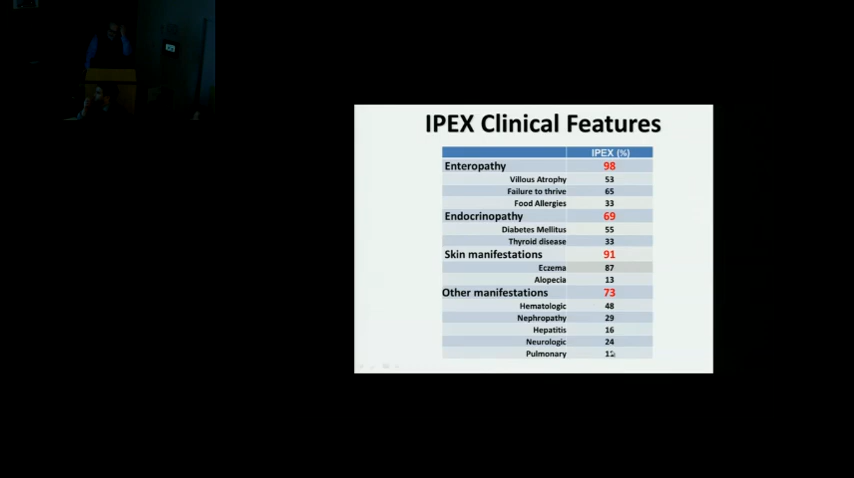 IPEX Clinical Features
IPEX (%)
Enteropathy 98
Villous Atrophy 53
Failure to thrive 65
Food Allergies 33
Endocrinopathy 69
Diabetes Mellitus 55
Thyroid disease 33
Skin manifestations 91
Eczema 87
Alopecia 13
Other manifestations 73
Hematologic 48
Nephropathy 29
Hepatitis 16
Neurologic 24
Pulmonary